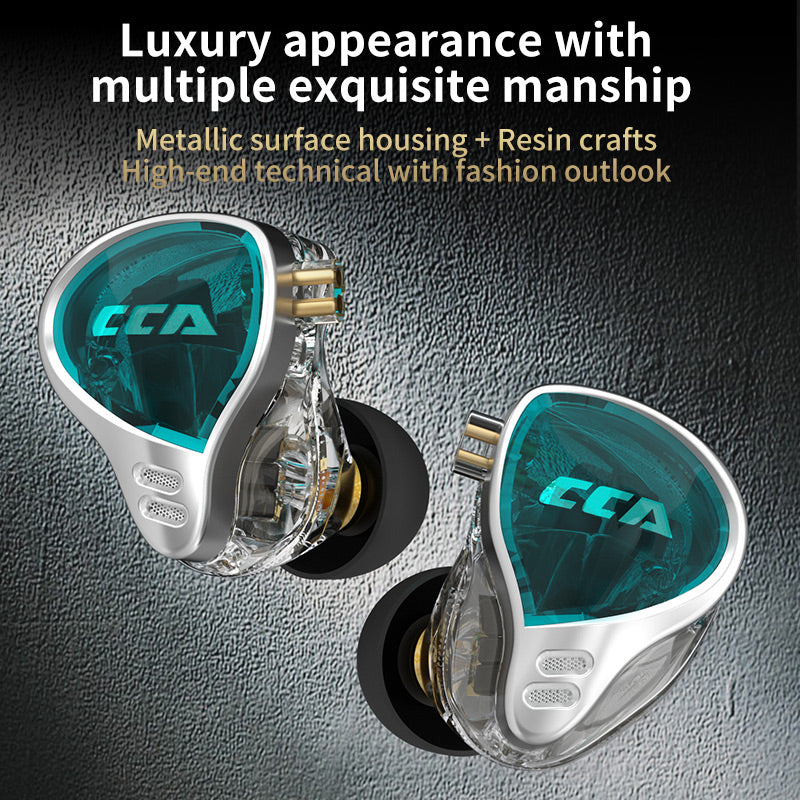 Luxury appearance with
multiple exquisite manship
Metallic surface housing + Resin crafts
High-end technical with fashion outlook
CCA
CCA